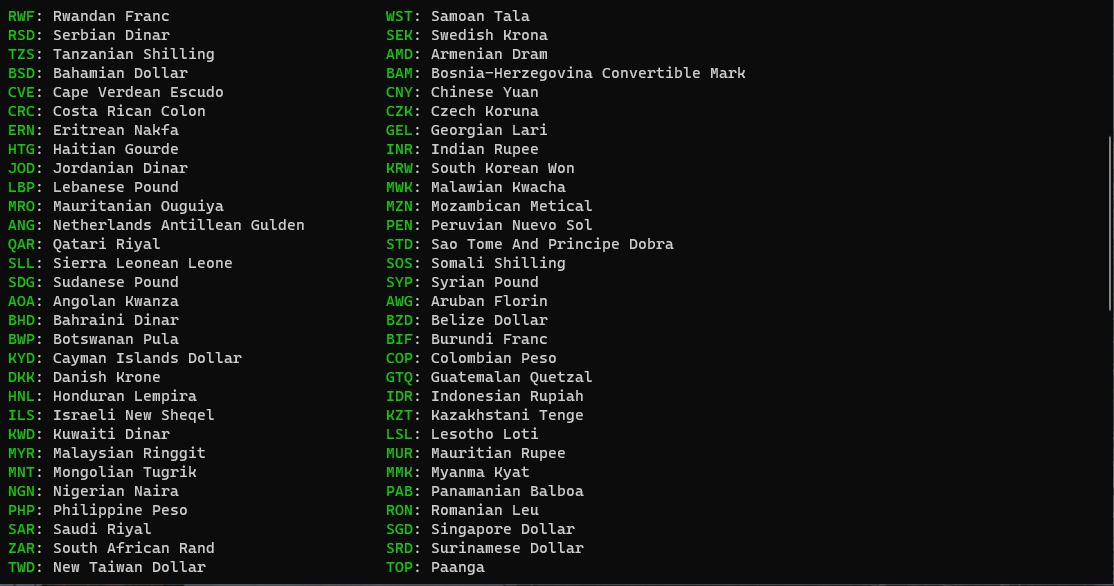 RWF: Rwandan Franc WST: Samoan Tala
RSD: Serbian Dinar SEK: Swedish Krona
TZS: Tanzanian Shilling AMD: Armenian Dram
BSD: Bahamian Dollar BAM: Bosnia-Herzegovina Convertible Mark
CVE: Cape Verdean Escudo CNY: Chinese Yuan
CRC: Costa Rican Colon CZK: Czech Koruna
ERN: Eritrean Nakfa GEL: Georgian Lari
HTG: Haitian Gourde INR: Indian Rupee
JOD: Jordanian Dinar KRW: South Korean Won
LBP: Lebanese Pound MWK: Malawian Kwacha
MRO: Mauritanian Ouguiya MZN: Mozambican Metical
ANG: Netherlands Antillean Gulden PEN: Peruvian Nuevo Sol
QAR: Qatari Riyal STD: Sao Tome And Principe Dobra
SLL: Sierra Leonean Leone SOS: Somali Shilling
SDG: Sudanese Pound SYP: Syrian Pound
AOA: Angolan Kwanza AWG: Aruban Florin
BHD: Bahraini Dinar BZD: Belize Dollar
BWP: Botswanan Pula BIF: Burundi Franc
KYD: Cayman Islands Dollar COP: Colombian Peso
DKK: Danish Krone GTQ: Guatemalan Quetzal
HNL: Honduran Lempira IDR: Indonesian Rupiah
ILS: Israeli New Sheqel KZT: Kazakhstani Tenge
KWD: Kuwaiti Dinar LSL: Lesotho Loti
MYR: Malaysian Ringgit MUR: Mauritian Rupee
MNT: Mongolian Tugrik MMK: Myanma Kyat
NGN: Nigerian Naira PAB: Panamanian Balboa
PHP: Philippine Peso RON: Romanian Leu
SAR: Saudi Riyal SGD: Singapore Dollar
ZAR: South African Rand SRD: Surinamese Dollar
TWD: New Taiwan Dollar TOP: Paanga